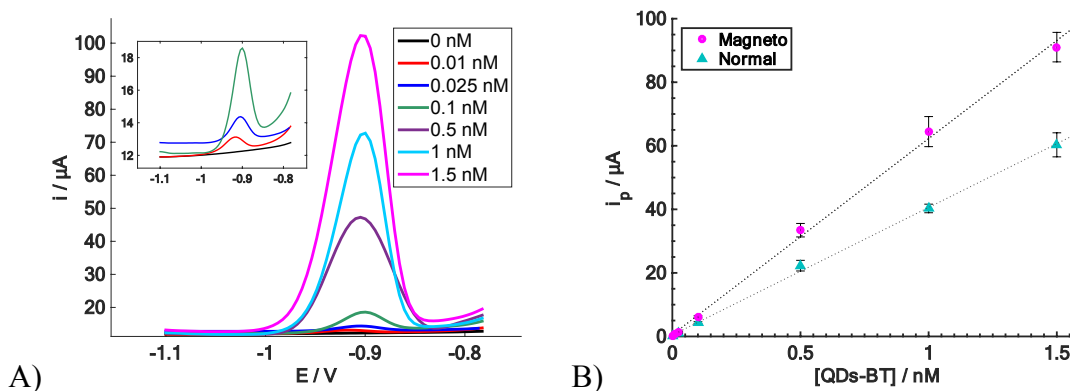 100
90
80
70
60
50
40
30
20
i / µA
18
16
14
12
-1.1
-1
-0.9
-0.8
0 nM
0.01 nM
0.025 nM
0.1 nM
0.5 nM
1 nM
1.5 nM
-1.1
-1
-0.9
-0.8
E / V
A)
100
80
60
40
20
0
i_p / µA
Magneto
Normal
0
0.5
1
1.5
[QDs-BT] / nM
B)